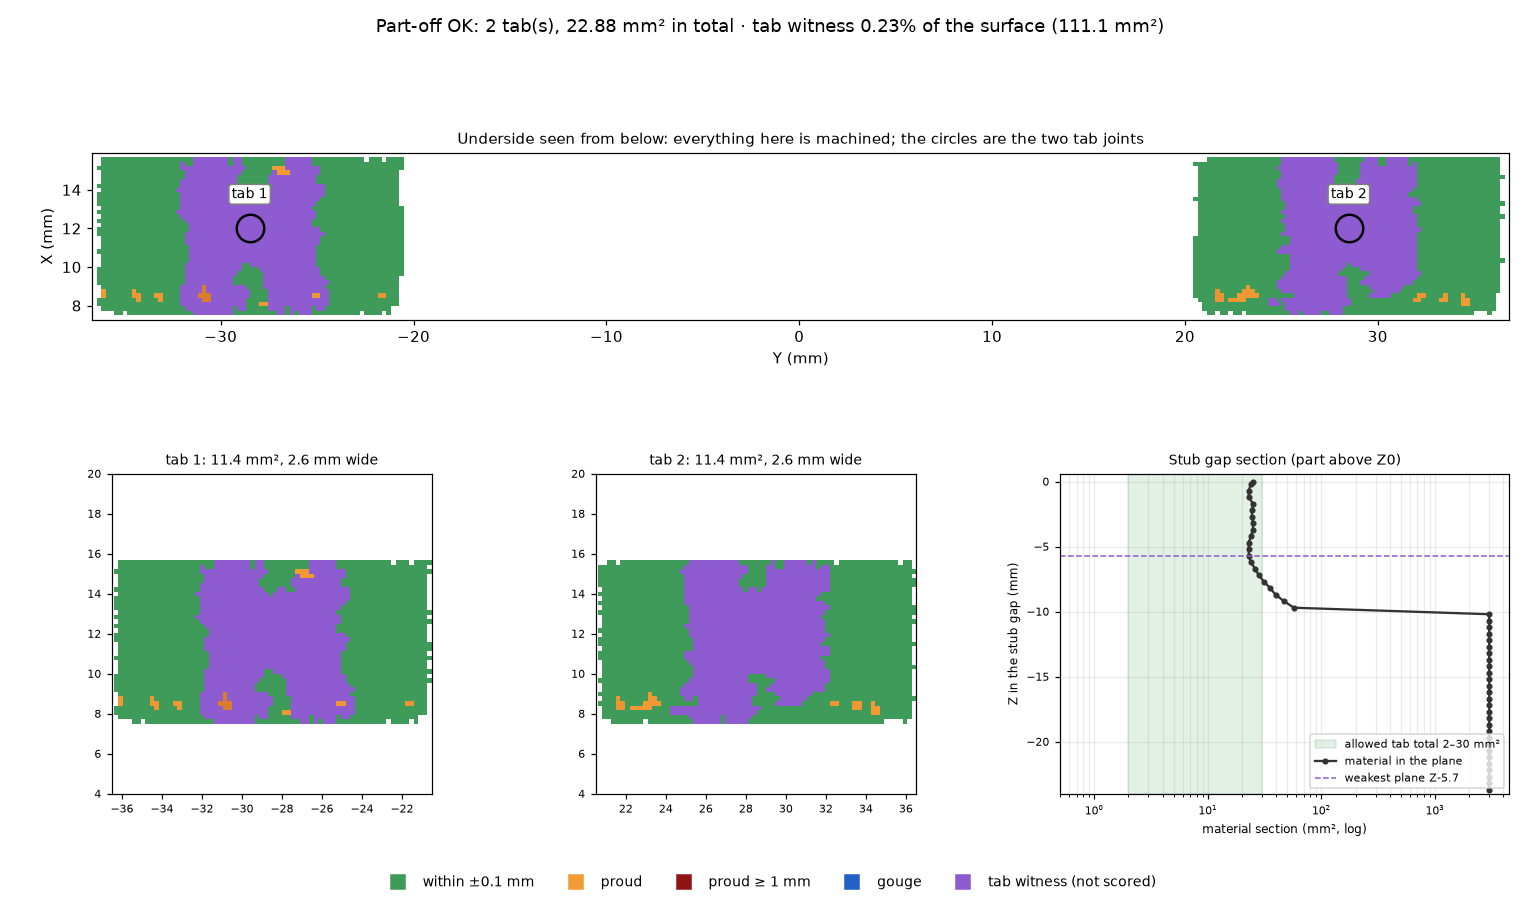 Part-off OK: 2 tab(s), 22.88 mm² in total · tab witness 0.23% of the surface (111.1 mm²)
Underside seen from below: everything here is machined; the circles are the two tab joints
X (mm)
14
12
10
8
tab 1
tab 2
−30 −20 −10 0 10 20 30
Y (mm)
tab 1: 11.4 mm², 2.6 mm wide
20
18
16
14
12
10
8
6
4
−36 −34 −32 −30 −28 −26 −24 −22
tab 2: 11.4 mm², 2.6 mm wide
20
18
16
14
12
10
8
6
4
22 24 26 28 30 32 34 36
Stub gap section (part above Z0)
Z in the stub gap (mm)
0
−5
−10
−15
−20
allowed tab total 2–30 mm²
material in the plane
weakest plane Z-5.7
10⁰ 10¹ 10² 10³
material section (mm², log)
within ±0.1 mm proud proud ≥ 1 mm gouge tab witness (not scored)